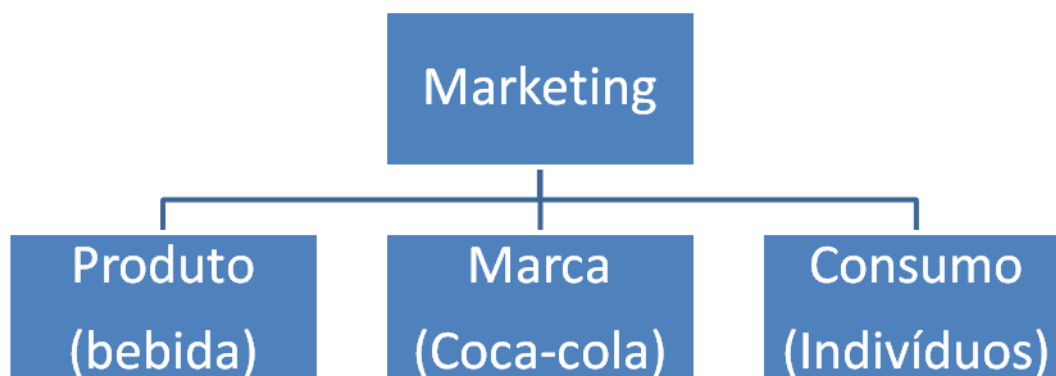 Marketing
Produto
(bebida)
Marca
(Coca-cola)
Consumo
(Indivíduos)